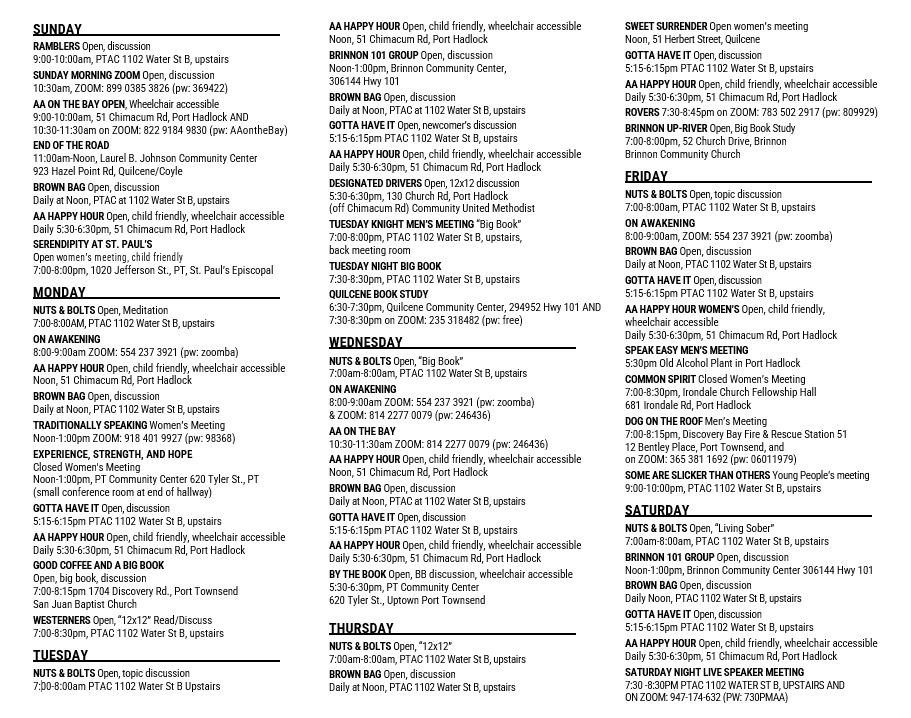 SUNDAY
RAMBLERS Open, discussion
9:00-10:00am, PTAC 1102 Water St B, upstairs
SUNDAY MORNING ZOOM Open, discussion
10:30am, ZOOM: 899 0385 3826 (pw: 369422)
AA ON THE BAY OPEN, Wheelchair accessible
9:00-10:00am, 51 Chimacum Rd, Port Hadlock AND
10:30-11:30am on ZOOM: 822 9184 9830 (pw: AAontheBay)
END OF THE ROAD
11:00am-Noon, Laurel B. Johnson Community Center
923 Hazel Point Rd, Quilcene/Coyle
BROWN BAG Open, discussion
Daily at Noon, PTAC at 1102 Water St B, upstairs
AA HAPPY HOUR Open, child friendly, wheelchair accessible
Daily 5:30-6:30pm, 51 Chimacum Rd, Port Hadlock
SERENDIPITY AT ST. PAUL'S
Open women's meeting, child friendly
7:00-8:00pm, 1020 Jefferson St., PT, St. Paul's Episcopal
MONDAY
NUTS & BOLTS Open, Meditation
7:00-8:00AM, PTAC 1102 Water St B, upstairs
ON AWAKENING
8:00-9:00am ZOOM: 554 237 3921 (pw: zoomba)
AA HAPPY HOUR Open, child friendly, wheelchair accessible
Noon, 51 Chimacum Rd, Port Hadlock
BROWN BAG Open, discussion
Daily at Noon, PTAC 1102 Water St B, upstairs
TRADITIONALLY SPEAKING Women's Meeting
Noon-1:00pm ZOOM: 918 401 9927 (pw: 98368)
EXPERIENCE, STRENGTH, AND HOPE
Closed Women's Meeting
Noon-1:00pm, PT Community Center 620 Tyler St., PT
(small conference room at end of hallway)
GOTTA HAVE IT Open, discussion
5:15-6:15pm PTAC 1102 Water St B, upstairs
AA HAPPY HOUR Open, child friendly, wheelchair accessible
Daily 5:30-6:30pm, 51 Chimacum Rd, Port Hadlock
GOOD COFFEE AND A BIG BOOK
Open, big book, discussion
7:00-8:15pm 1704 Discovery Rd., Port Townsend
San Juan Baptist Church
WESTERNERS Open, "12x12" Read/Discuss
7:00-8:30pm, PTAC 1102 Water St B, upstairs
TUESDAY
NUTS & BOLTS Open, topic discussion
7:00-8:00am PTAC 1102 Water St B Upstairs
AA HAPPY HOUR Open, child friendly, wheelchair accessible
Noon, 51 Chimacum Rd, Port Hadlock
BRINNON 101 GROUP Open, discussion
Noon-1:00pm, Brinnon Community Center,
306144 Hwy 101
BROWN BAG Open, discussion
Daily at Noon, PTAC at 1102 Water St B, upstairs
GOTTA HAVE IT Open, newcomer's discussion
5:15-6:15pm PTAC 1102 Water St B, upstairs
AA HAPPY HOUR Open, child friendly, wheelchair accessible
Daily 5:30-6:30pm, 51 Chimacum Rd, Port Hadlock
DESIGNATED DRIVERS Open, 12x12 discussion
5:30-6:30pm, 130 Church Rd, Port Hadlock
(off Chimacum Rd) Community United Methodist
TUESDAY KNIGHT MEN'S MEETING "Big Book"
7:00-8:00pm, PTAC 1102 Water St B, upstairs,
back meeting room
TUESDAY NIGHT BIG BOOK
7:30-8:30pm, PTAC 1102 Water St B, upstairs
QUILCENE BOOK STUDY
6:30-7:30pm, Quilcene Community Center, 294952 Hwy 101 AND
7:30-8:30pm on ZOOM: 235 318482 (pw: free)
WEDNESDAY
NUTS & BOLTS Open, "Big Book"
7:00am-8:00am, PTAC 1102 Water St B, upstairs
ON AWAKENING
8:00-9:00am ZOOM: 554 237 3921 (pw: zoomba)
& ZOOM: 814 2277 0079 (pw: 246436)
AA ON THE BAY
10:30-11:30am ZOOM: 814 2277 0079 (pw: 246436)
AA HAPPY HOUR Open, child friendly, wheelchair accessible
Noon, 51 Chimacum Rd, Port Hadlock
BROWN BAG Open, discussion
Daily at Noon, PTAC at 1102 Water St B, upstairs
GOTTA HAVE IT Open, discussion
5:15-6:15pm PTAC 1102 Water St B, upstairs
AA HAPPY HOUR Open, child friendly, wheelchair accessible
Daily 5:30-6:30pm, 51 Chimacum Rd, Port Hadlock
BY THE BOOK Open, BB discussion, wheelchair accessible
5:30-6:30pm, PT Community Center
620 Tyler St., Uptown Port Townsend
THURSDAY
NUTS & BOLTS Open, "12x12"
7:00am-8:00am, PTAC 1102 Water St B, upstairs
BROWN BAG Open, discussion
Daily at Noon, PTAC 1102 Water St B, upstairs
SWEET SURRENDER Open women's meeting
Noon, 51 Herbert Street, Quilcene
GOTTA HAVE IT Open, discussion
5:15-6:15pm PTAC 1102 Water St B, upstairs
AA HAPPY HOUR Open, child friendly, wheelchair accessible
Daily 5:30-6:30pm, 51 Chimacum Rd, Port Hadlock
ROVERS 7:30-8:45pm on ZOOM: 783 502 2917 (pw: 809929)
BRINNON UP-RIVER Open, Big Book Study
7:00-8:00pm, 52 Church Drive, Brinnon
Brinnon Community Church
FRIDAY
NUTS & BOLTS Open, topic discussion
7:00-8:00am, PTAC 1102 Water St B, upstairs
ON AWAKENING
8:00-9:00am, ZOOM: 554 237 3921 (pw: zoomba)
BROWN BAG Open, discussion
Daily at Noon, PTAC 1102 Water St B, upstairs
GOTTA HAVE IT Open, discussion
5:15-6:15pm PTAC 1102 Water St B, upstairs
AA HAPPY HOUR WOMEN'S Open, child friendly,
wheelchair accessible
Daily 5:30-6:30pm, 51 Chimacum Rd, Port Hadlock
SPEAK EASY MEN'S MEETING
5:30pm Old Alcohol Plant in Port Hadlock
COMMON SPIRIT Closed Women's Meeting
7:00-8:30pm, Irondale Church Fellowship Hall
681 Irondale Rd, Port Hadlock
DOG ON THE ROOF Men's Meeting
7:00-8:15pm, Discovery Bay Fire & Rescue Station 51
12 Bentley Place, Port Townsend, and
on ZOOM: 365 381 1692 (pw: 06011979)
SOME ARE SLICKER THAN OTHERS Young People's meeting
9:00-10:00pm, PTAC 1102 Water St B, upstairs
SATURDAY
NUTS & BOLTS Open, "Living Sober"
7:00am-8:00am, PTAC 1102 Water St B, upstairs
BRINNON 101 GROUP Open, discussion
Noon-1:00pm, Brinnon Community Center 306144 Hwy 101
BROWN BAG Open, discussion
Daily Noon, PTAC 1102 Water St B, upstairs
GOTTA HAVE IT Open, discussion
5:15-6:15pm PTAC 1102 Water St B, upstairs
AA HAPPY HOUR Open, child friendly, wheelchair accessible
Daily 5:30-6:30pm, 51 Chimacum Rd, Port Hadlock
SATURDAY NIGHT LIVE SPEAKER MEETING
7:30 -8:30PM PTAC 1102 WATER ST B, UPSTAIRS AND
ON ZOOM: 947-174-632 (PW: 730PMAA)